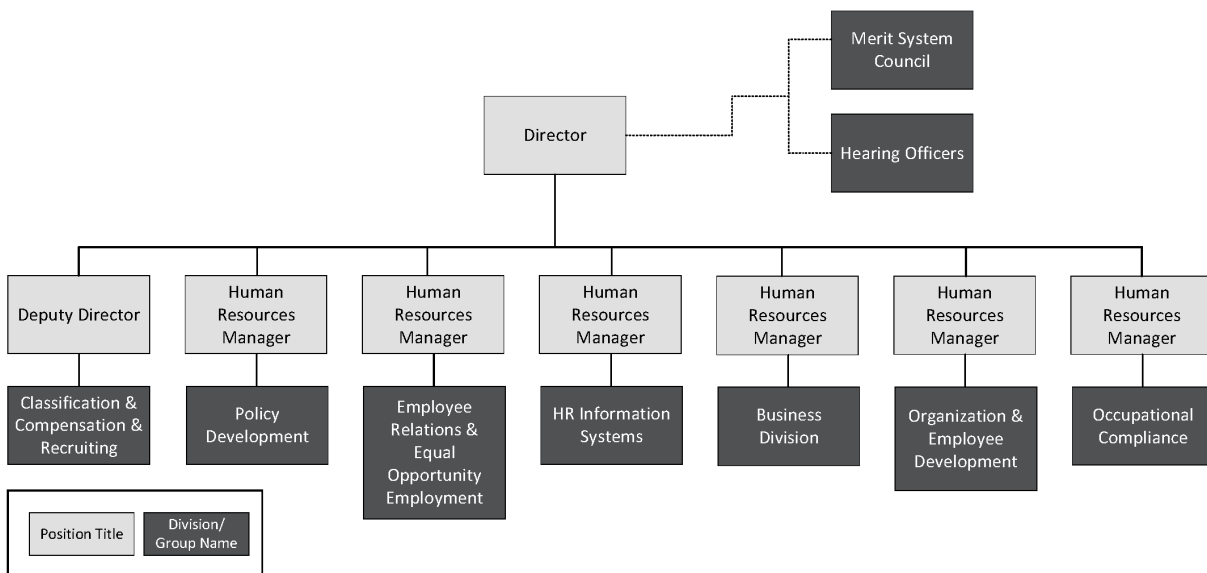 Merit System
Council
Director
Hearing Officers
Deputy Director
Human
Resources
Manager
Human
Resources
Manager
Human
Resources
Manager
Human
Resources
Manager
Human
Resources
Manager
Human
Resources
Manager
Classification &
Compensation &
Recruiting
Policy
Development
Employee
Relations &
Equal
Opportunity
Employment
HR Information
Systems
Business
Division
Organization &
Employee
Development
Occupational
Compliance
Position Title
Division/
Group Name